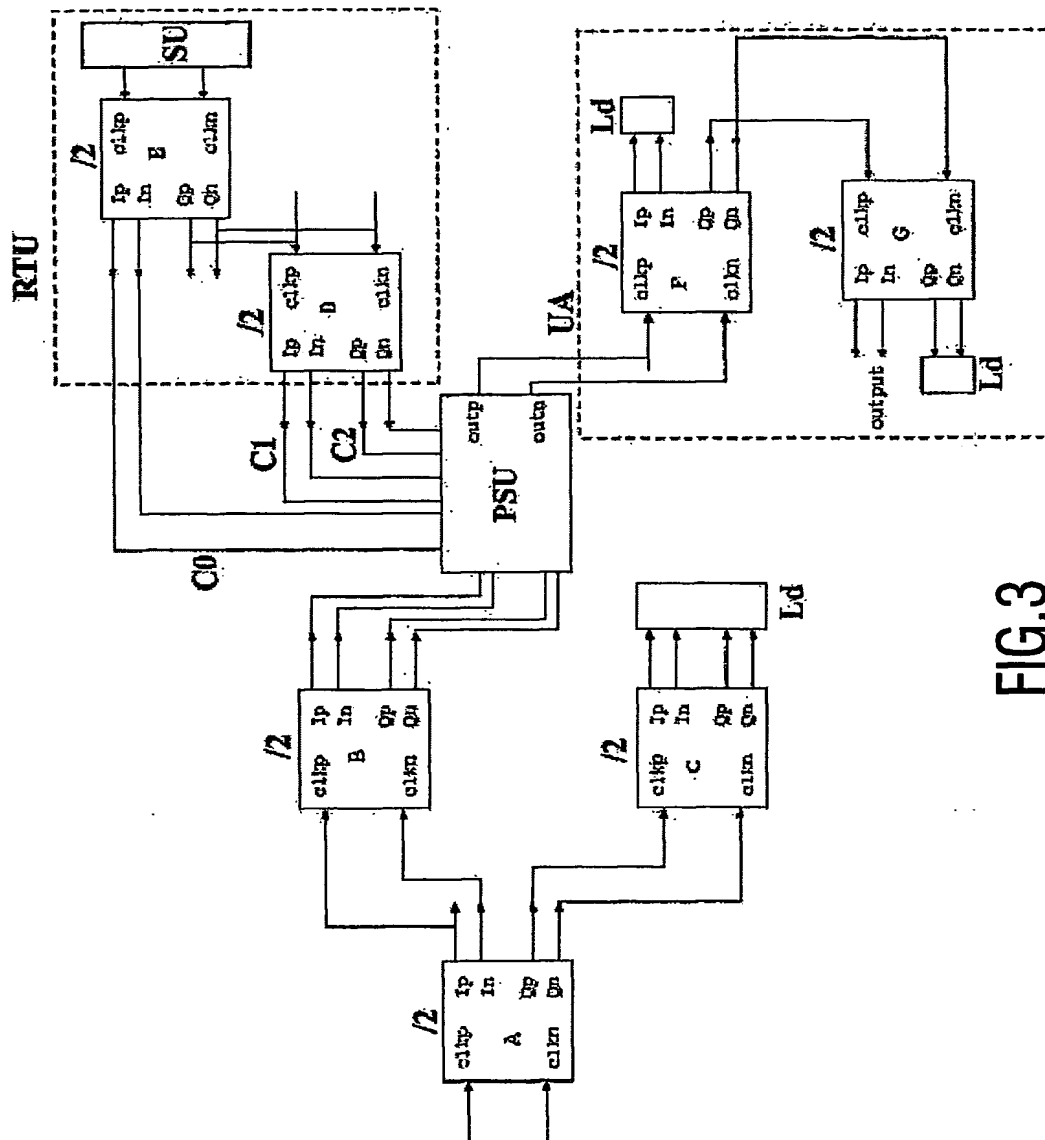 RTU
SU
/2
clkp
clkn
E
Ip
In
Qp
Qn
/2
clkp
clkn
D
Ip
In
Qp
Qn
C0
C1
C2
PSU
outp
outn
UA
/2
clkp
clkn
F
Ip
In
Qp
Qn
Ld
/2
clkp
clkn
G
Ip
In
Qp
Qn
output
Ld
/2
clkp
clkn
B
Ip
In
Qp
Qn
/2
clkp
clkn
C
Ip
In
Qp
Qn
Ld
/2
clkp
clkn
A
Ip
In
Qp
Qn
FIG.3